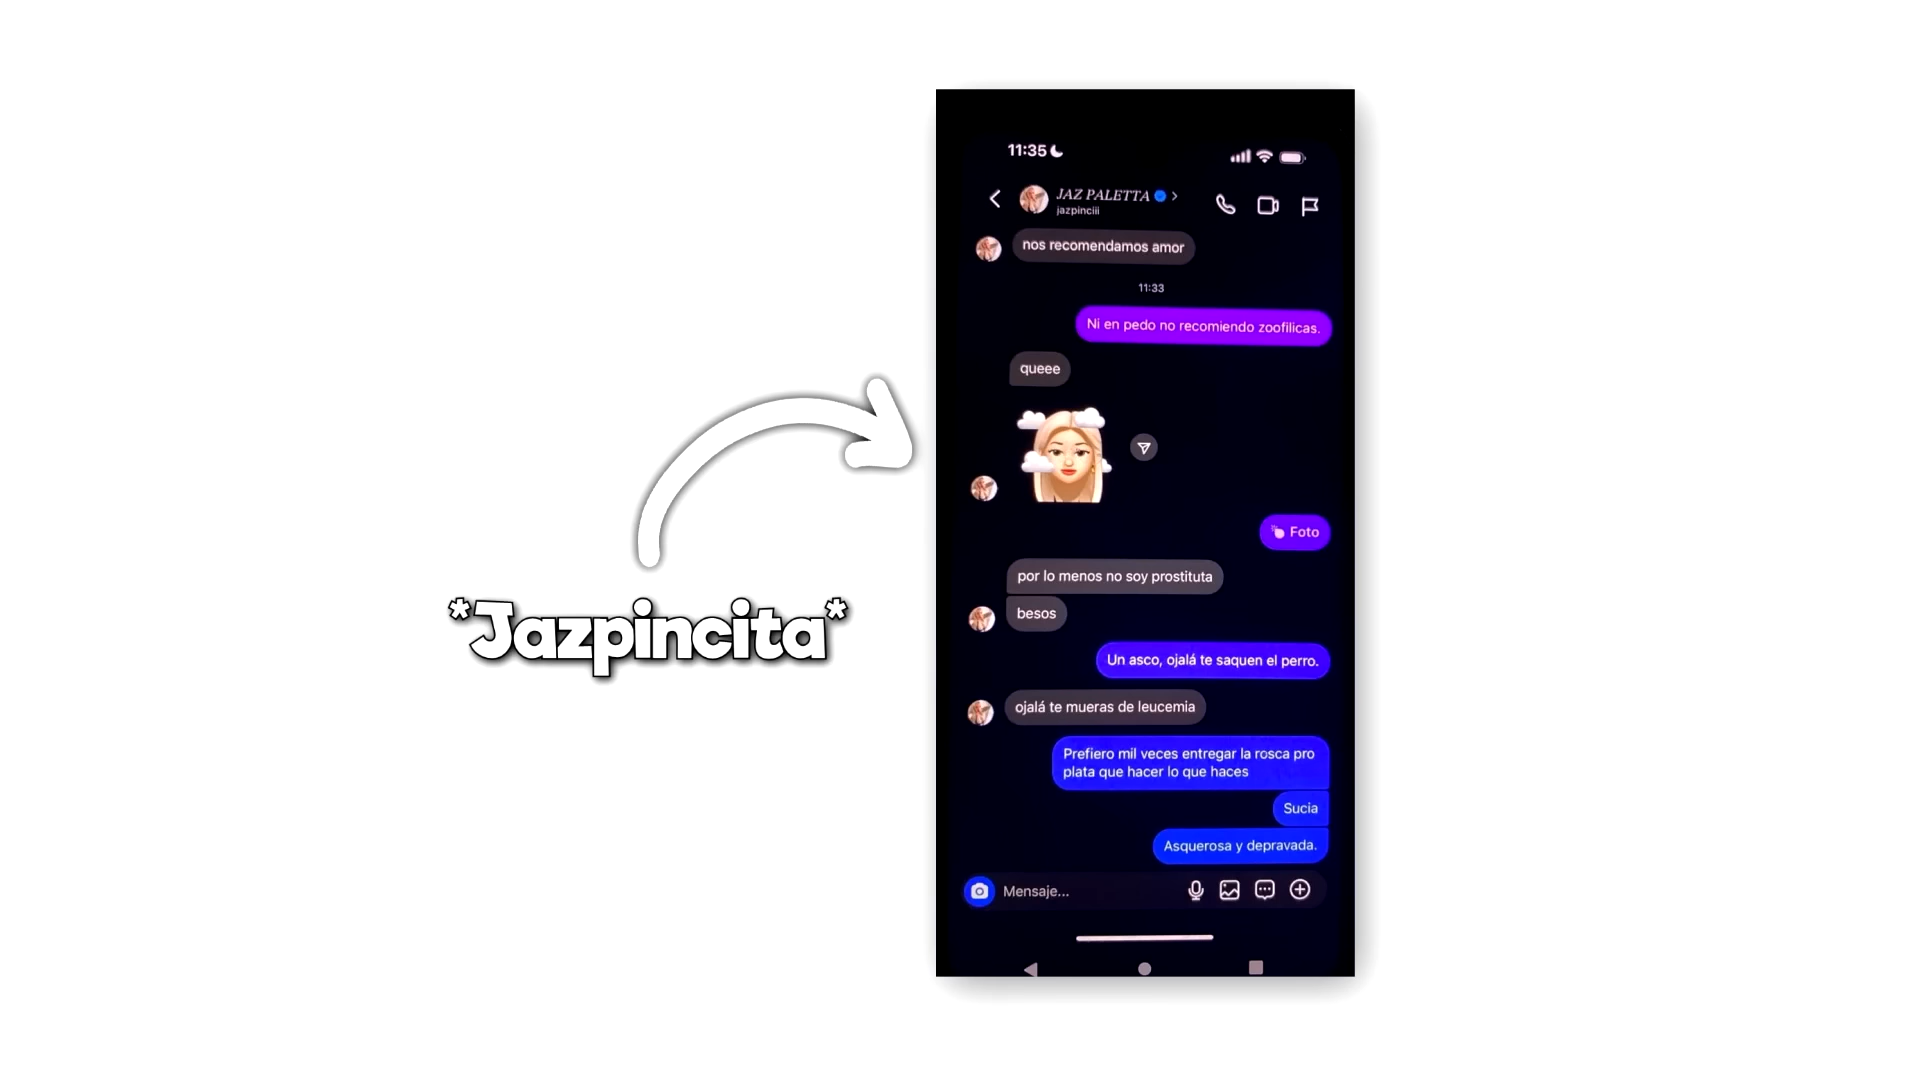 11:35
JAZ PALETTA
jazpinciii
nos recomendamos amor
11:33
Ni en pedo no recomiendo zoofilicas.
queee
Foto
por lo menos no soy prostituta
besos
Un asco, ojalá te saquen el perro.
ojalá te mueras de leucemia
Prefiero mil veces entregar la rosca pro
plata que hacer lo que haces
Sucia
Asquerosa y depravada.
Mensaje...
*Jazpincita*